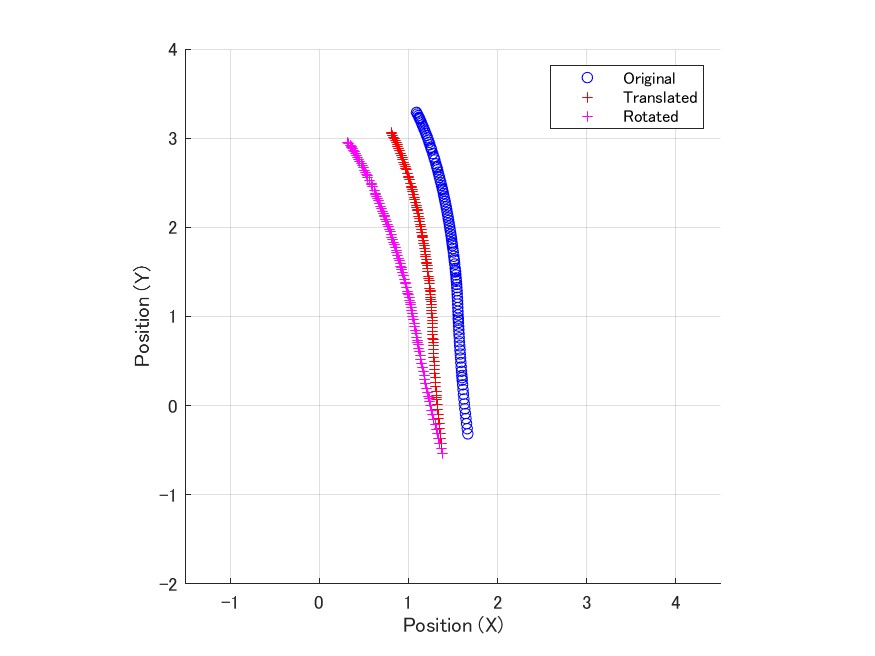 4
3
2
1
0
−1
−2
−1
0
1
2
3
4
Position (X)
Position (Y)
Original
Translated
Rotated